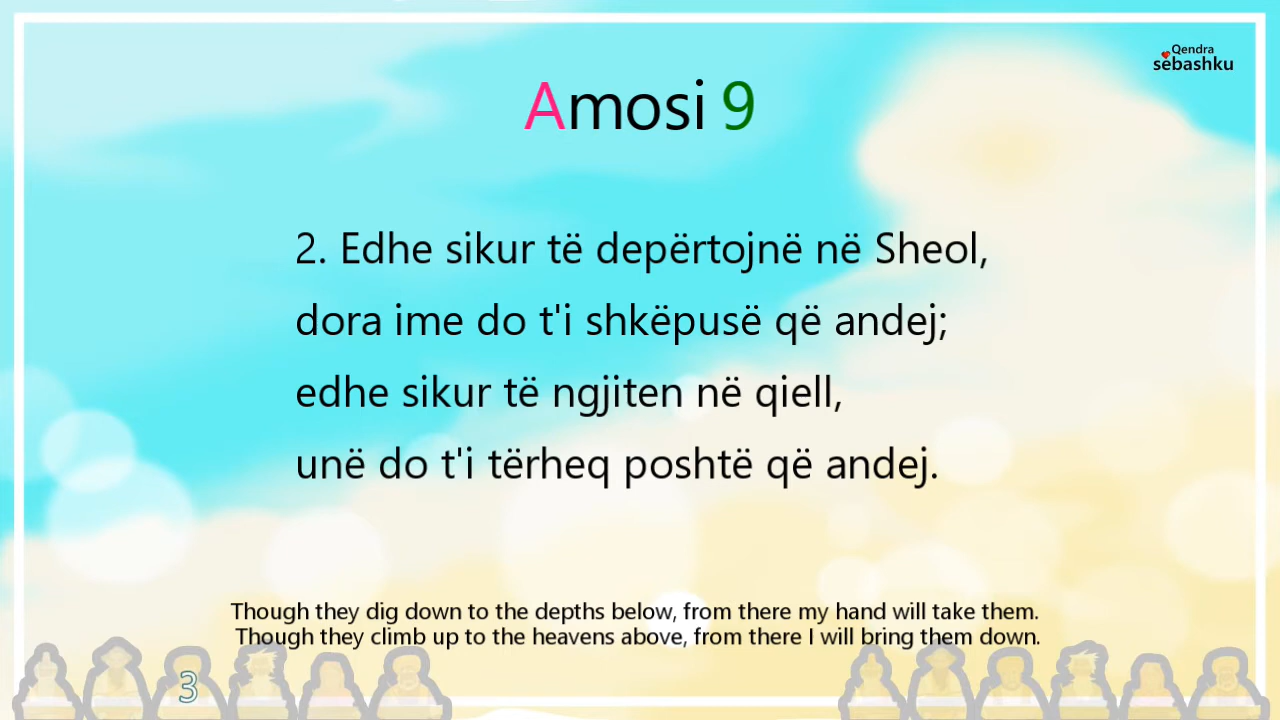 Qendra
sëbashku
Amosi 9
2. Edhe sikur të depërtojnë në Sheol,
dora ime do t'i shkëpusë që andej;
edhe sikur të ngjiten në qiell,
unë do t'i tërheq poshtë që andej.
Though they dig down to the depths below, from there my hand will take them.
Though they climb up to the heavens above, from there I will bring them down.
3